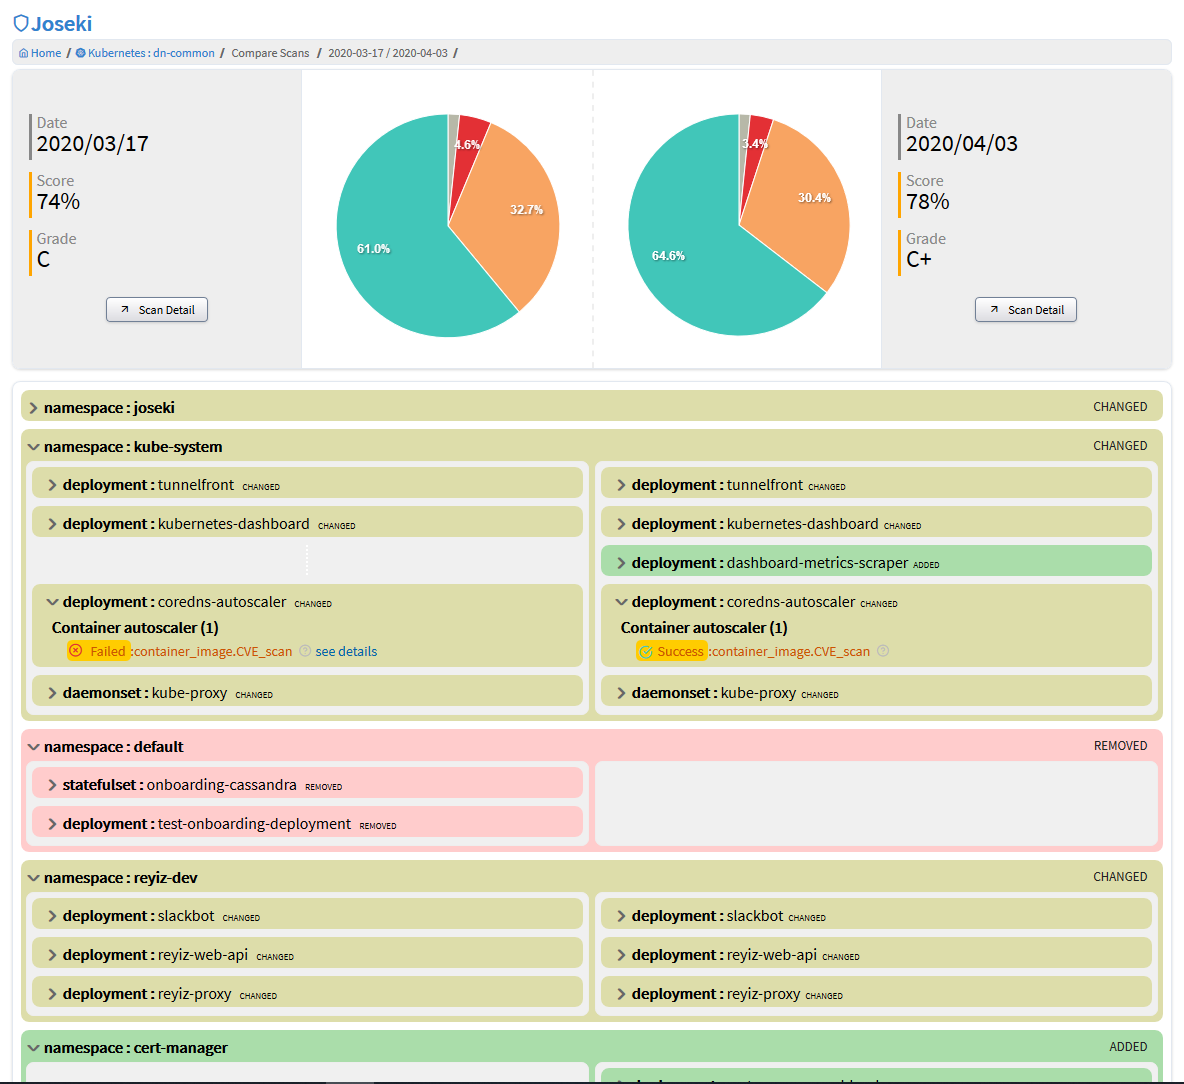 Joseki
Home / Kubernetes : dn-common / Compare Scans / 2020-03-17 / 2020-04-03 /
Date
2020/03/17
Score
74%
Grade
C
Scan Detail
4.6%
32.7%
61.0%
3.4%
30.4%
64.6%
Date
2020/04/03
Score
78%
Grade
C+
Scan Detail
namespace : joseki CHANGED
namespace : kube-system CHANGED
deployment : tunnelfront CHANGED deployment : tunnelfront CHANGED
deployment : kubernetes-dashboard CHANGED deployment : kubernetes-dashboard CHANGED
deployment : dashboard-metrics-scraper ADDED
deployment : coredns-autoscaler CHANGED deployment : coredns-autoscaler CHANGED
Container autoscaler (1) Container autoscaler (1)
Failed :container_image.CVE_scan see details Success :container_image.CVE_scan
daemonset : kube-proxy CHANGED daemonset : kube-proxy CHANGED
namespace : default REMOVED
statefulset : onboarding-cassandra REMOVED
deployment : test-onboarding-deployment REMOVED
namespace : reyiz-dev CHANGED
deployment : slackbot CHANGED deployment : slackbot CHANGED
deployment : reyiz-web-api CHANGED deployment : reyiz-web-api CHANGED
deployment : reyiz-proxy CHANGED deployment : reyiz-proxy CHANGED
namespace : cert-manager ADDED